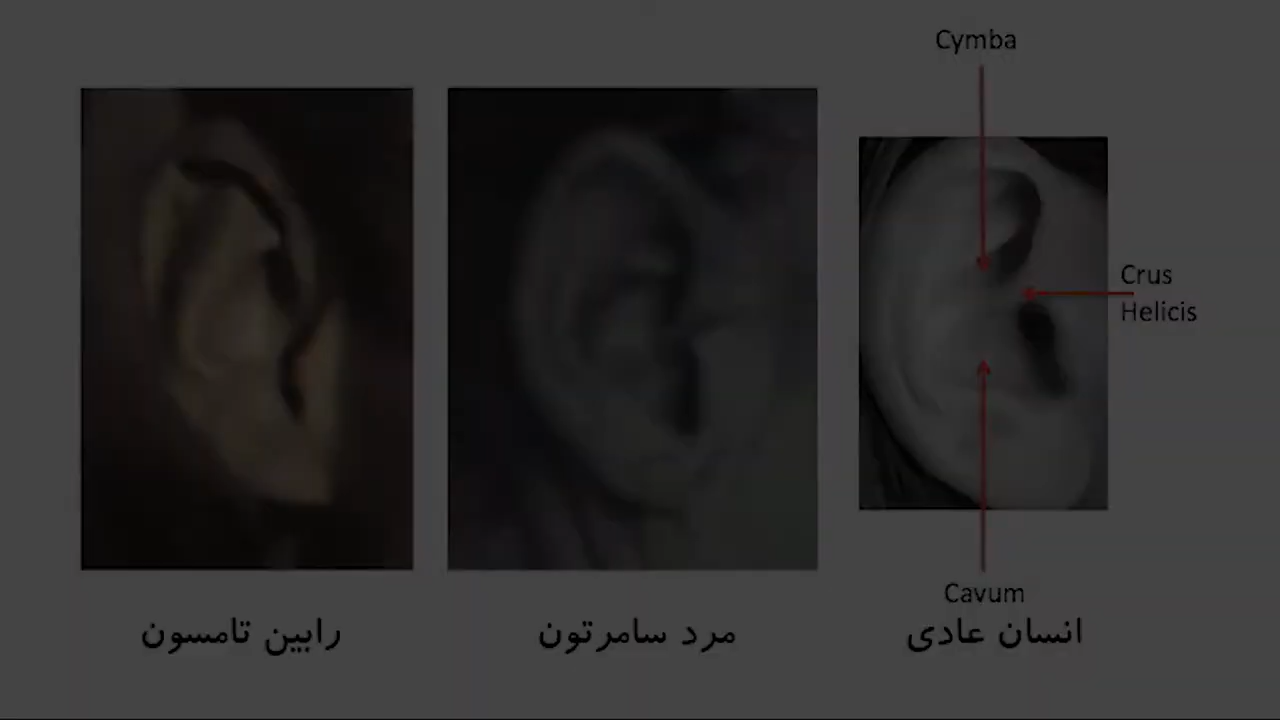 Cymba
Crus
Helicis
Cavum
رابین تامسون
مرد سامرتون
انسان عادی